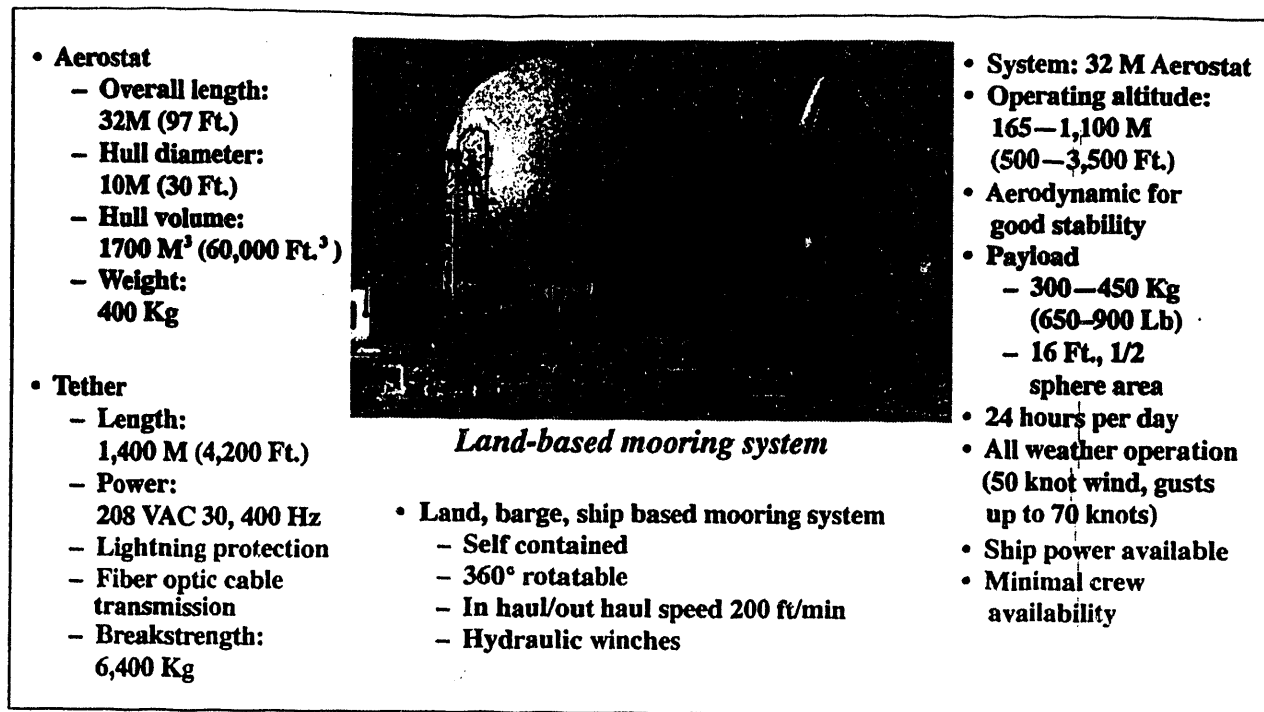 • Aerostat
– Overall length:
32M (97 Ft.)
– Hull diameter:
10M (30 Ft.)
– Hull volume:
1700 M³ (60,000 Ft.³)
– Weight:
400 Kg
• Tether
– Length:
1,400 M (4,200 Ft.)
– Power:
208 VAC 30, 400 Hz
– Lightning protection
– Fiber optic cable
transmission
– Breakstrength:
6,400 Kg
Land-based mooring system
• Land, barge, ship based mooring system
– Self contained
– 360° rotatable
– In haul/out haul speed 200 ft/min
– Hydraulic winches
• System: 32 M Aerostat
• Operating altitude:
165—1,100 M
(500—3,500 Ft.)
• Aerodynamic for
good stability
• Payload
– 300—450 Kg
(650–900 Lb)
– 16 Ft., 1/2
sphere area
• 24 hours per day
• All weather operation
(50 knot wind, gusts
up to 70 knots)
• Ship power available
• Minimal crew
availability